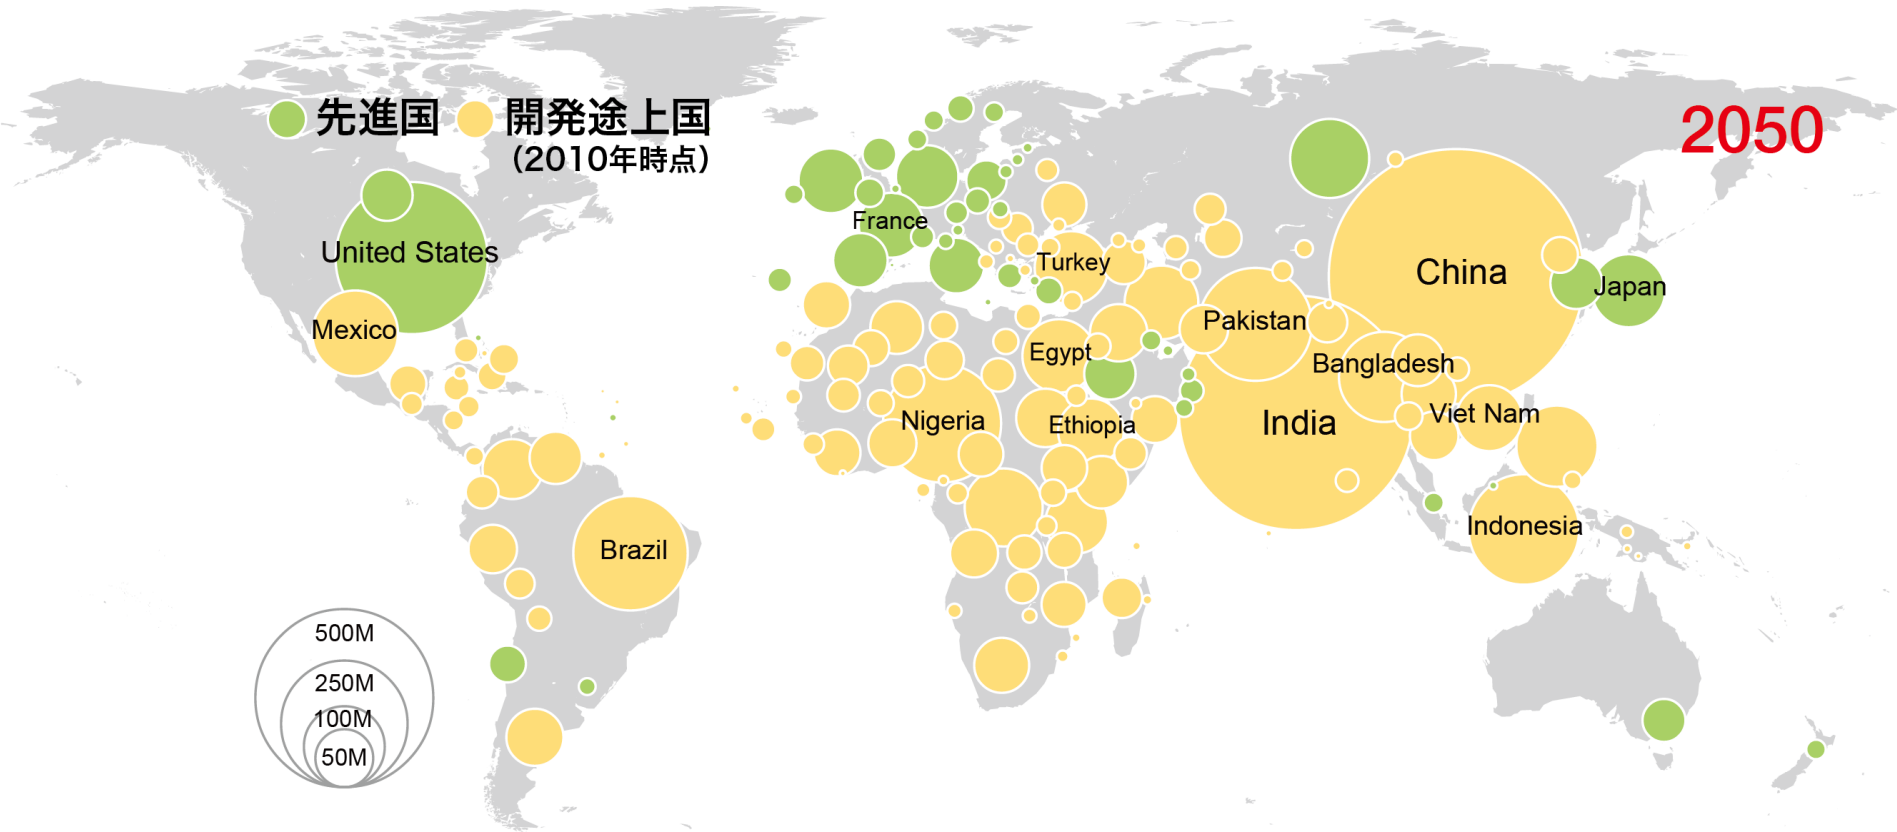 先進国 開発途上国
（2010年時点）
2050
United States
France
Turkey
China
Japan
Mexico
Pakistan
Egypt
Bangladesh
Nigeria
Ethiopia
India
Viet Nam
Indonesia
Brazil
500M
250M
100M
50M